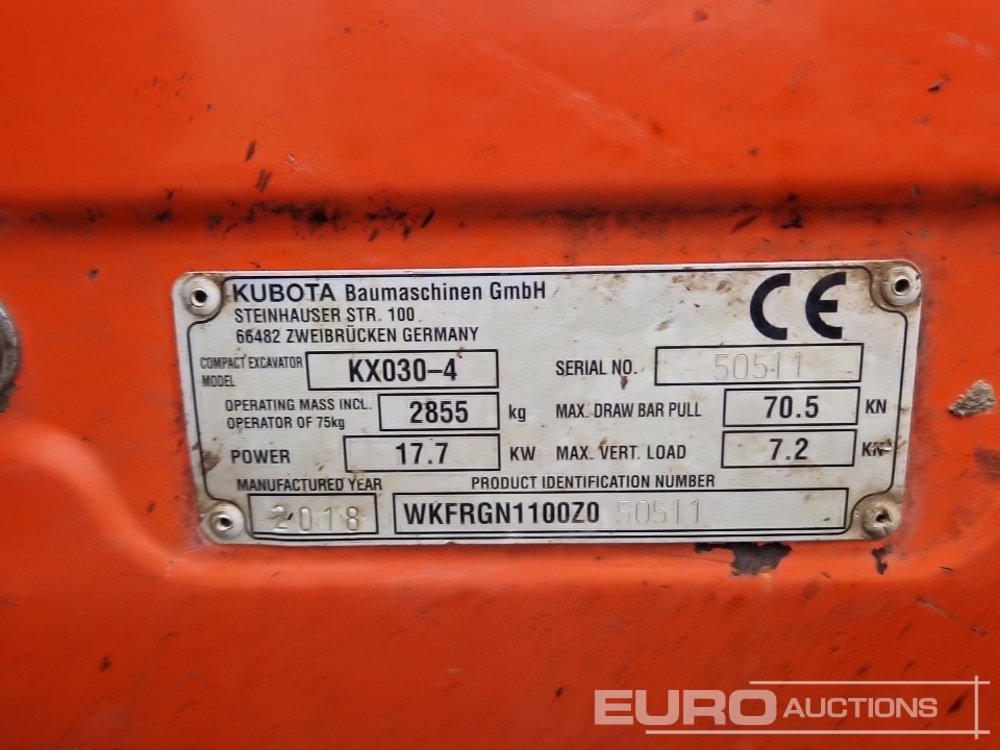 KUBOTA Baumaschinen GmbH
STEINHAUSER STR. 100
66482 ZWEIBRÜCKEN GERMANY
CE
COMPACT EXCAVATOR
MODEL
KX030-4
SERIAL NO. 50511
OPERATING MASS INCL.
OPERATOR OF 75kg
2855 kg
MAX. DRAW BAR PULL 70.5 KN
POWER 17.7 KW
MAX. VERT. LOAD 7.2 KN
MANUFACTURED YEAR
2018
PRODUCT IDENTIFICATION NUMBER
WKFRGN1100Z0 50511
EURO AUCTIONS